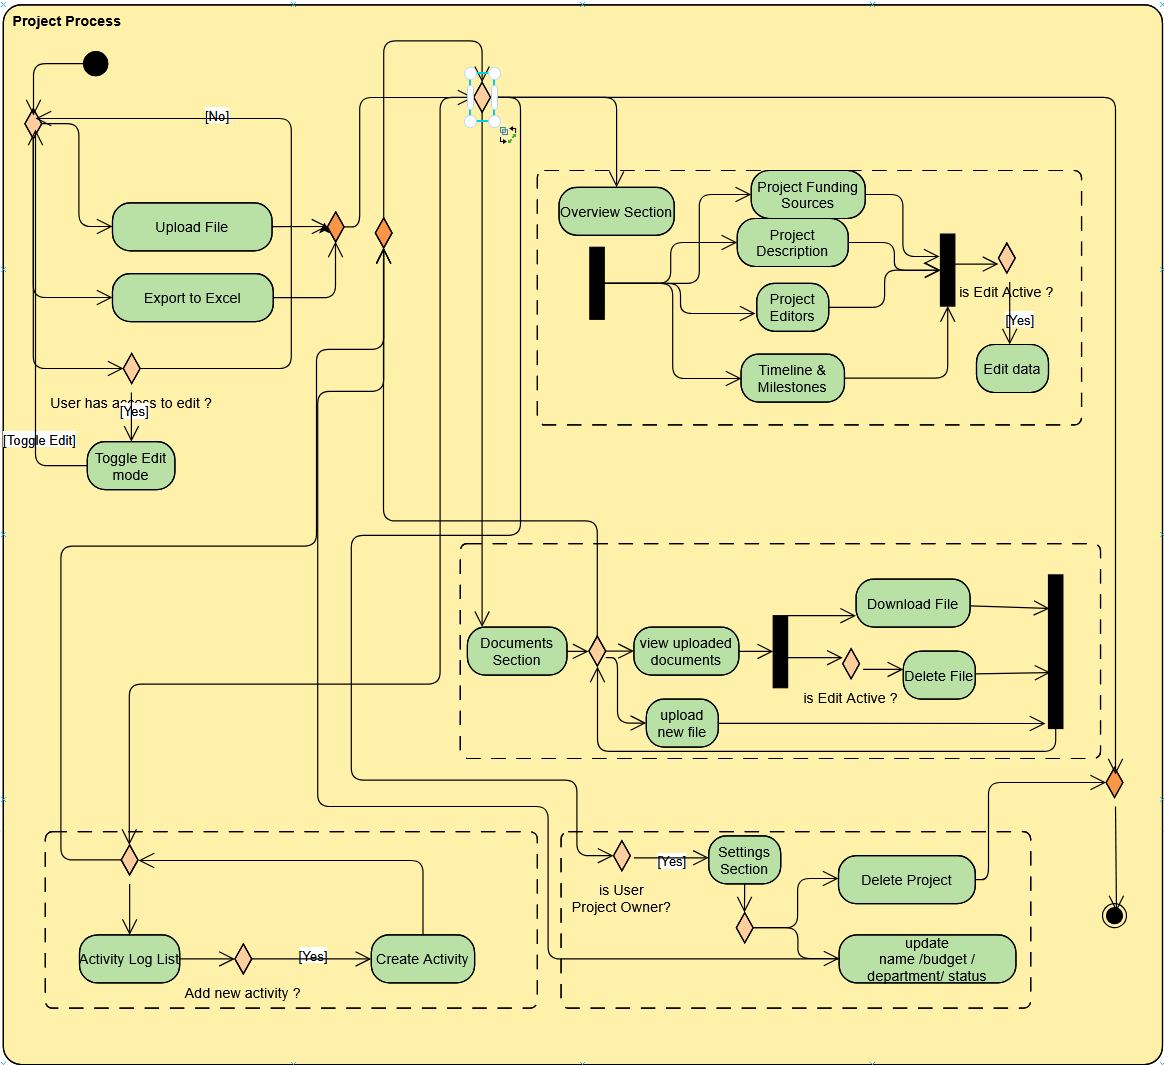 Project Process
[No]
Upload File
Export to Excel
User has access to edit ?
[Yes]
[Toggle Edit]
Toggle Edit
mode
Overview Section
Project Funding
Sources
Project
Description
Project
Editors
Timeline &
Milestones
is Edit Active ?
[Yes]
Edit data
Documents
Section
view uploaded
documents
upload
new file
Download File
is Edit Active ?
Delete File
Activity Log List
Add new activity ?
[Yes]
Create Activity
is User
Project Owner?
[Yes]
Settings
Section
Delete Project
update
name /budget /
department/ status